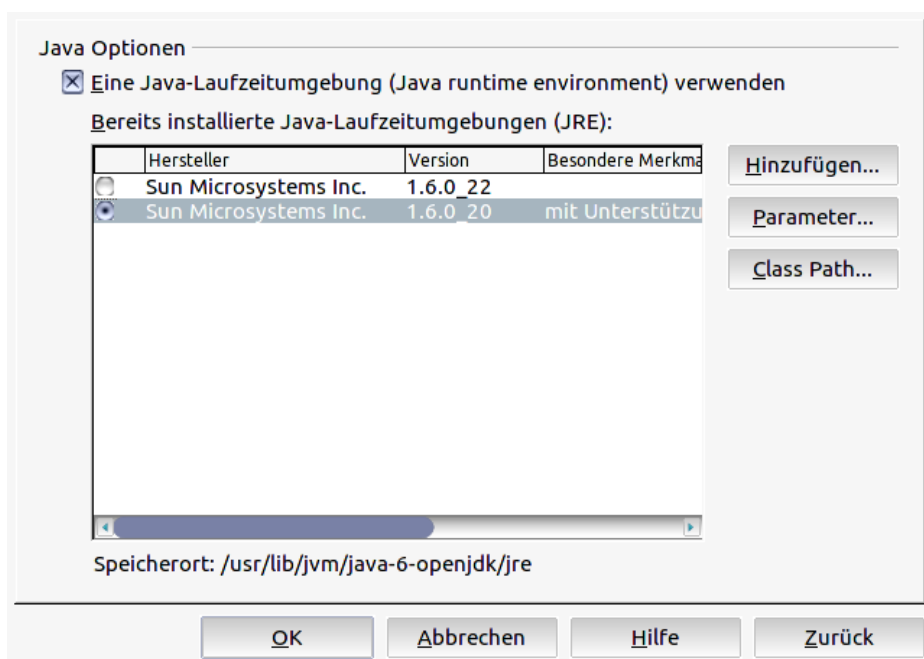 Java Optionen
Eine Java-Laufzeitumgebung (Java runtime environment) verwenden
Bereits installierte Java-Laufzeitumgebungen (JRE):
Hersteller Version Besondere Merkma
Sun Microsystems Inc. 1.6.0_22
Sun Microsystems Inc. 1.6.0_20 mit Unterstützu
Hinzufügen...
Parameter...
Class Path...
Speicherort: /usr/lib/jvm/java-6-openjdk/jre
OK Abbrechen Hilfe Zurück